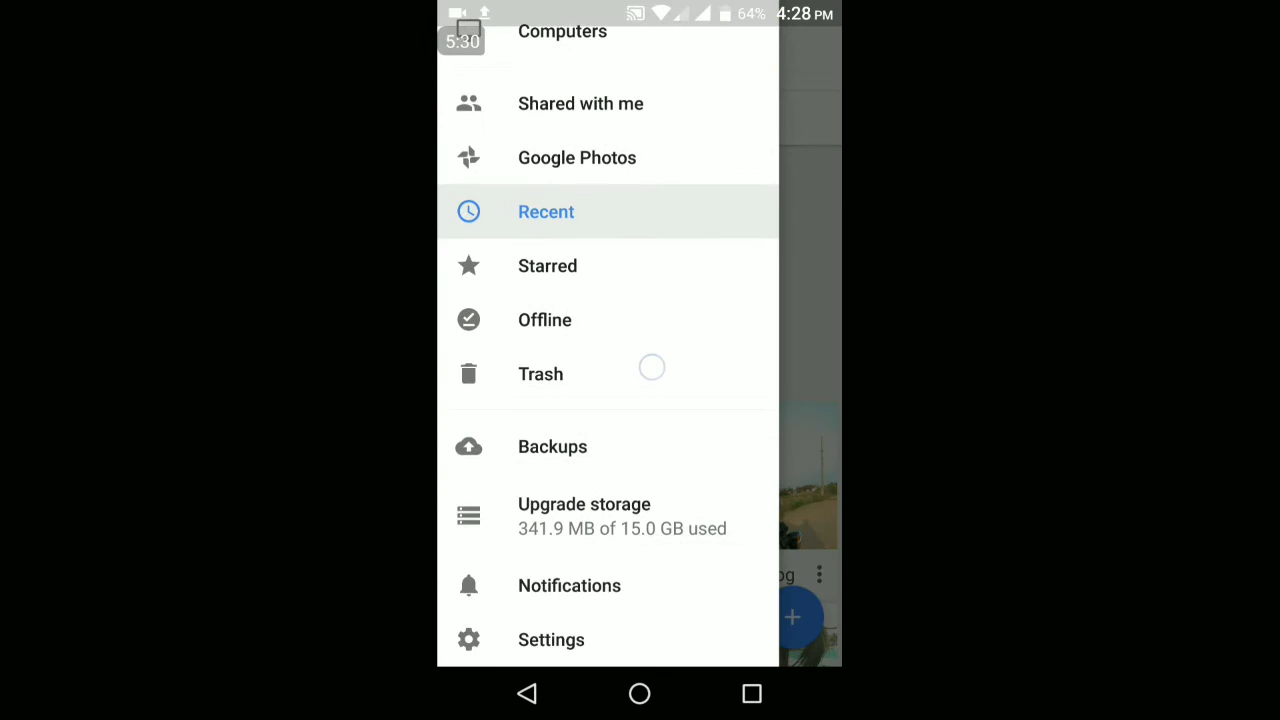 64% 4:28 PM
Computers
5:30
Shared with me
Google Photos
Recent
Starred
Offline
Trash
Backups
Upgrade storage
341.9 MB of 15.0 GB used
Notifications
Settings